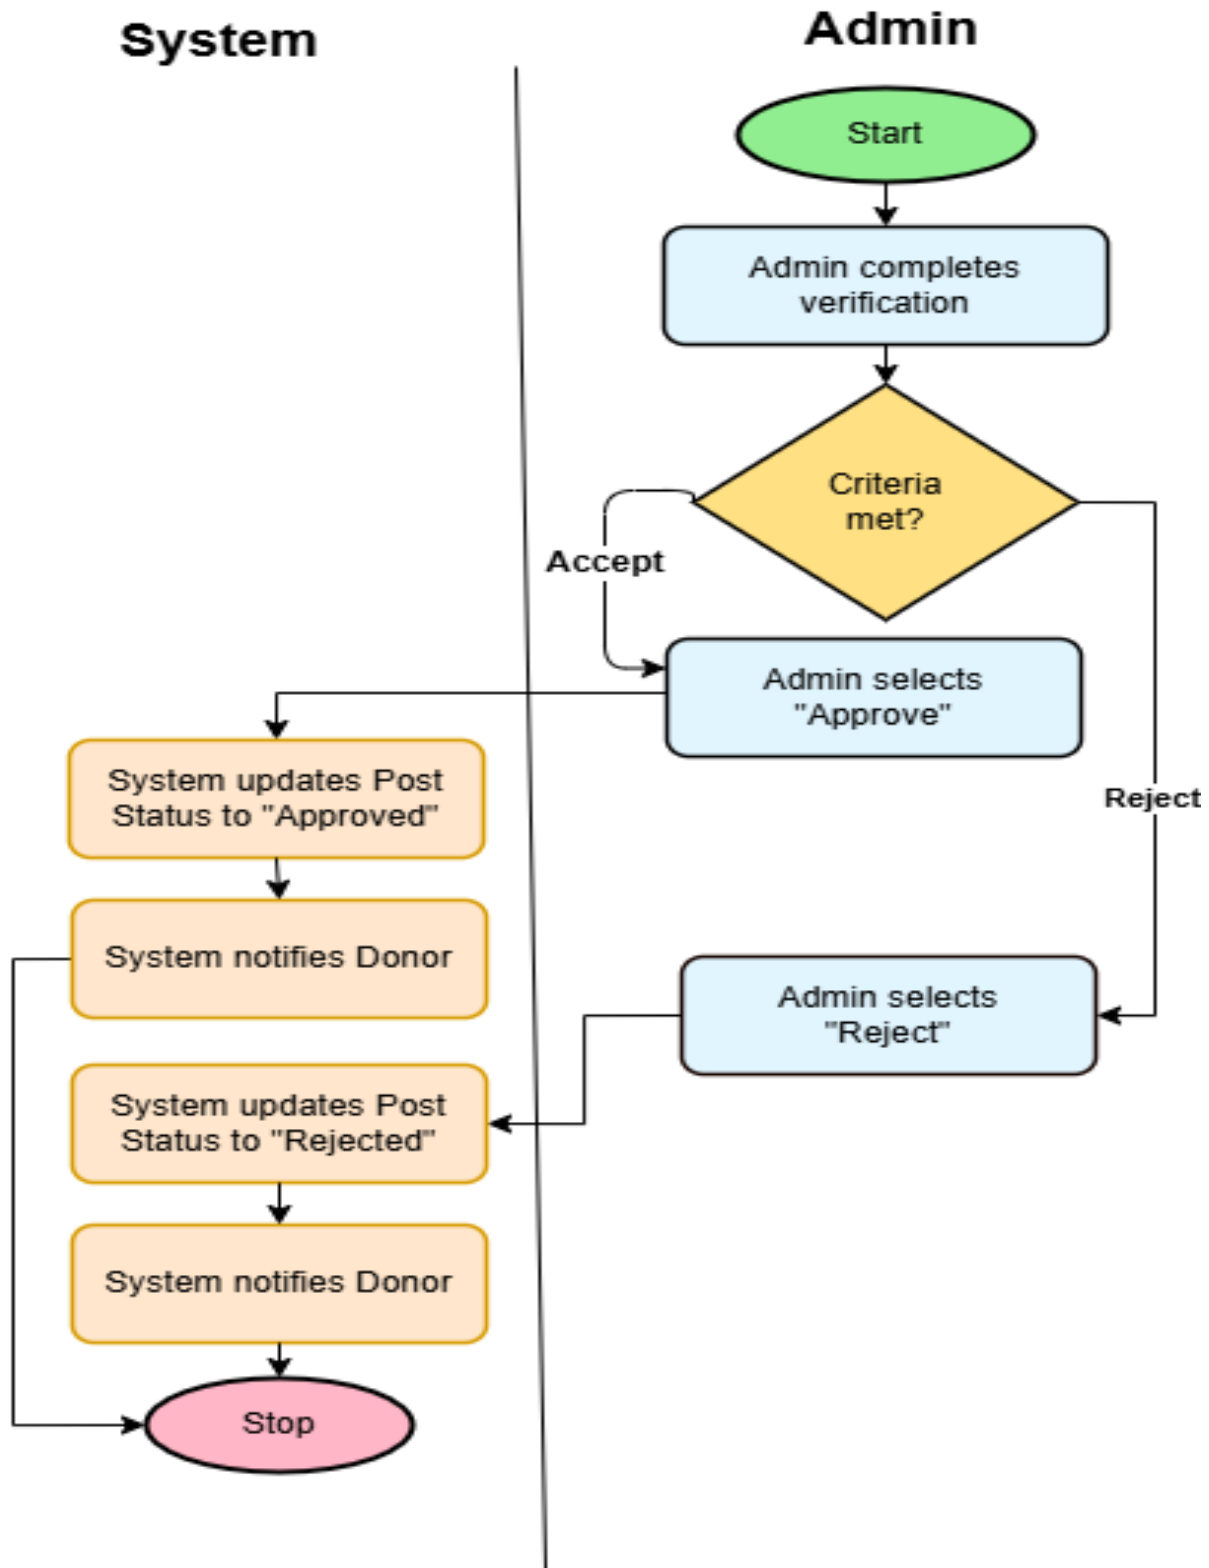 System
Admin
Start
Admin completes
verification
Criteria
met?
Accept
Admin selects
"Approve"
System updates Post
Status to "Approved"
Reject
System notifies Donor
Admin selects
"Reject"
System updates Post
Status to "Rejected"
System notifies Donor
Stop